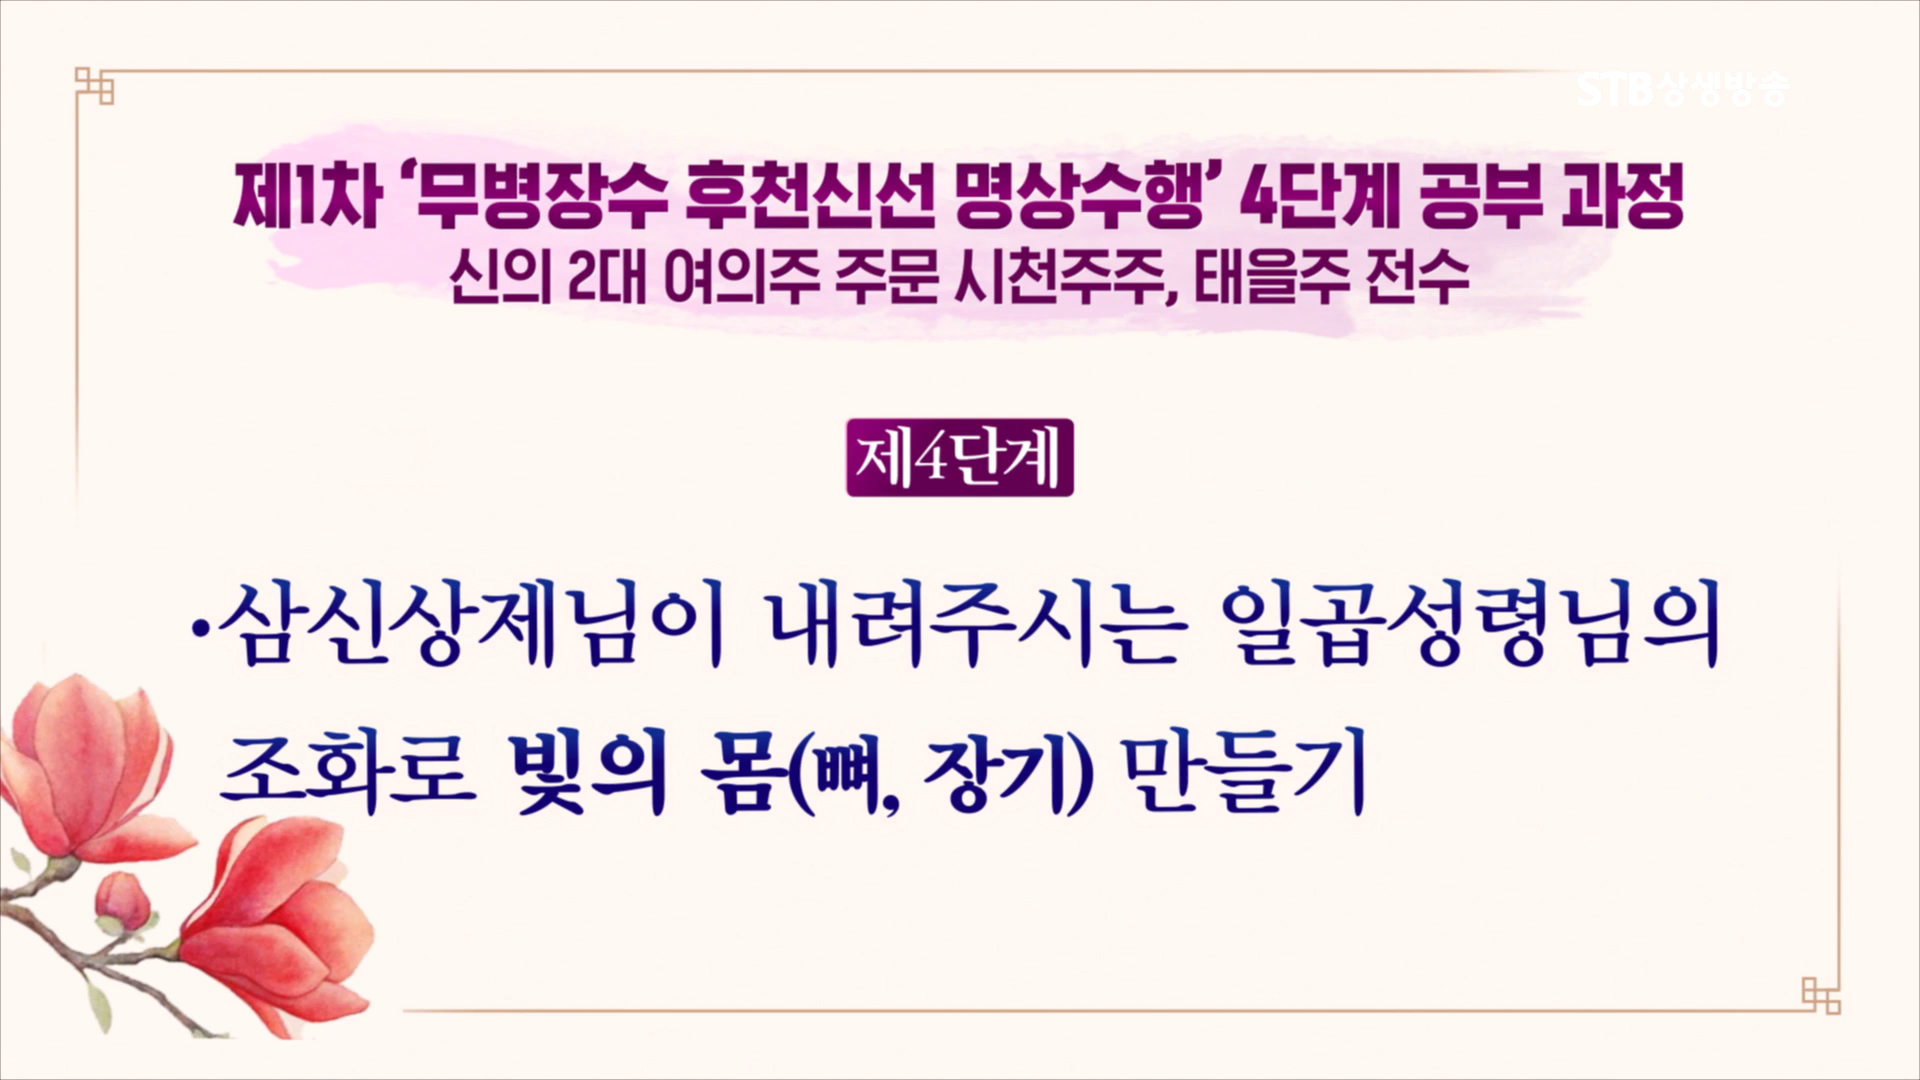 STB상생방송
제1차 ‘무병장수 후천신선 명상수행’ 4단계 공부 과정
신의 2대 여의주 주문 시천주주, 태을주 전수
제4단계
·삼신상제님이 내려주시는 일곱성령님의
조화로 빛의 몸(뼈, 장기) 만들기